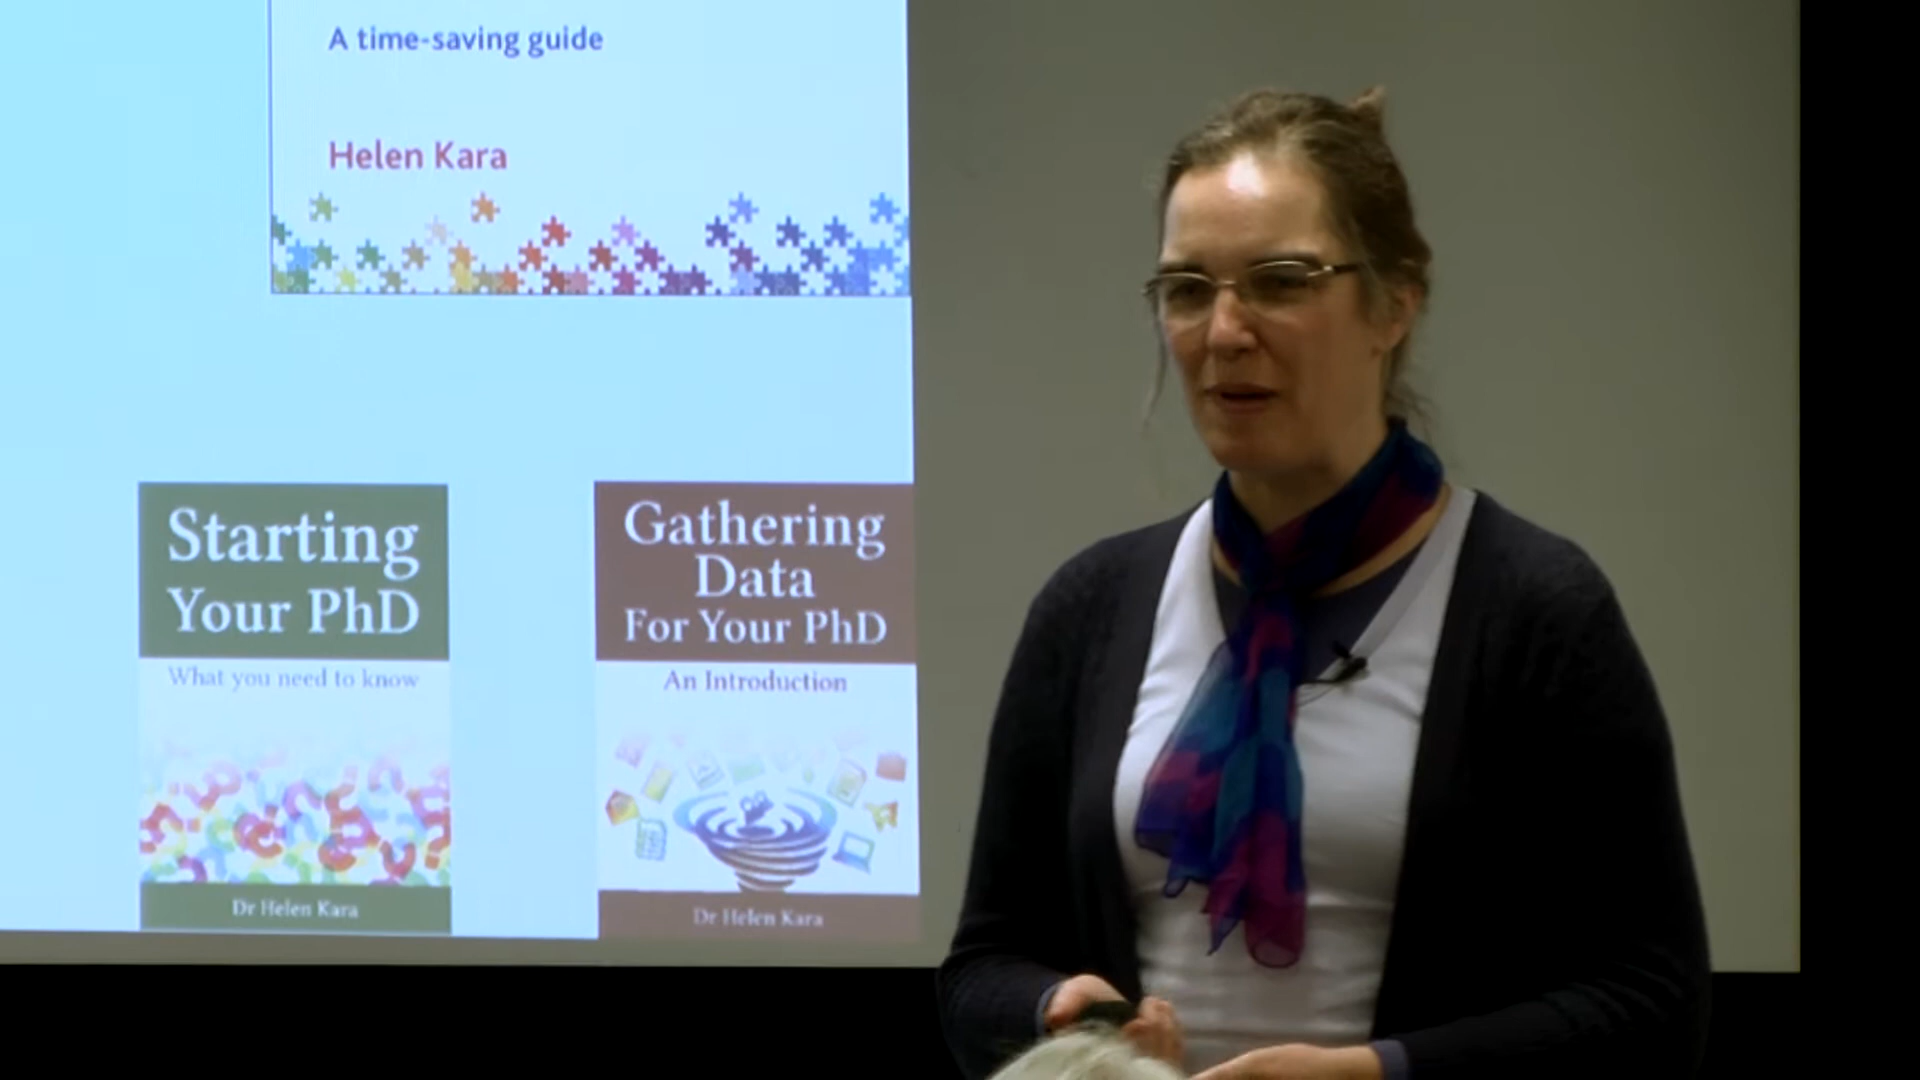 A time-saving guide
Helen Kara
Starting
Your PhD
What you need to know
Dr Helen Kara
Gathering
Data
For Your PhD
An Introduction
Dr Helen Kara